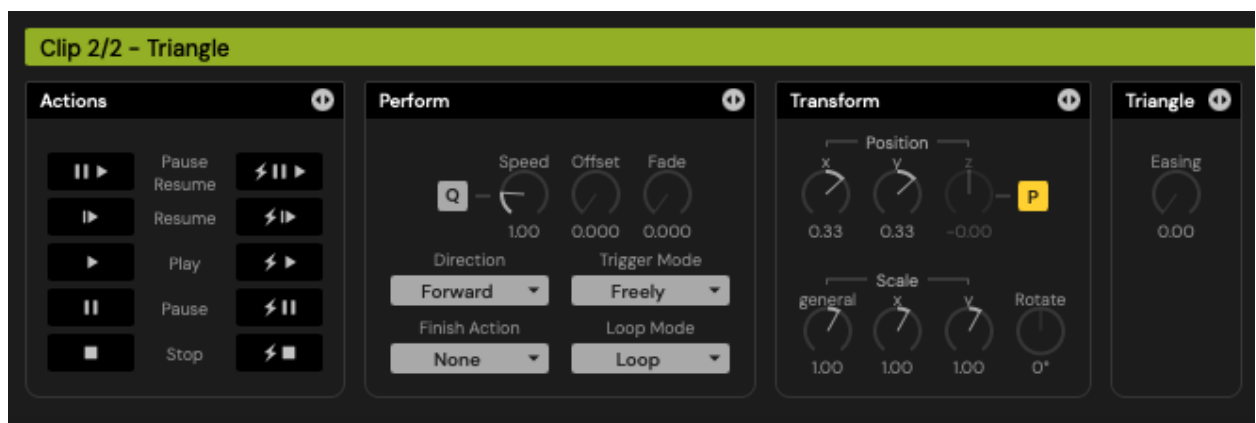 Clip 2/2 - Triangle
Actions
Pause
Resume
Resume
Play
Pause
Stop
Perform
Speed Offset Fade
Q
1.00 0.000 0.000
Direction Trigger Mode
Forward Freely
Finish Action Loop Mode
None Loop
Transform
Position
x y z
P
0.33 0.33 -0.00
Scale
general x y Rotate
1.00 1.00 1.00 0°
Triangle
Easing
0.00